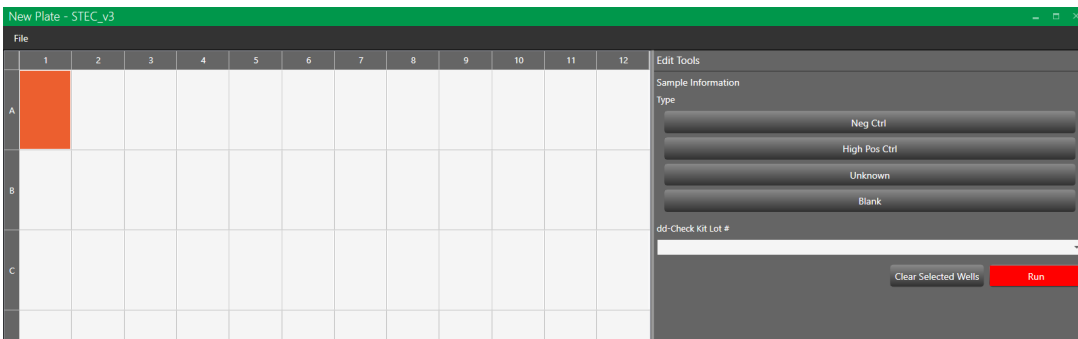 New Plate - STEC_v3
File
1 2 3 4 5 6 7 8 9 10 11 12
A
B
C
Edit Tools
Sample Information
Type
Neg Ctrl
High Pos Ctrl
Unknown
Blank
dd-Check Kit Lot #
Clear Selected Wells Run